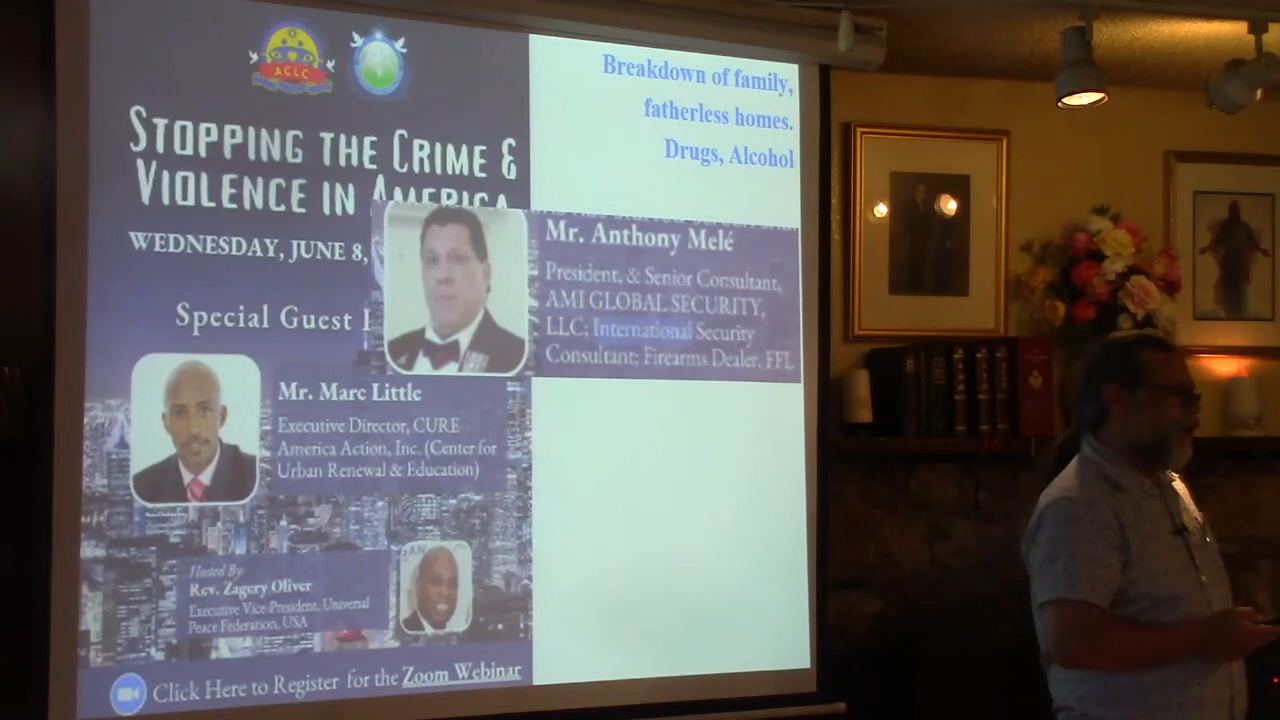 ACLC
STOPPING THE CRIME &
VIOLENCE IN AMERICA
WEDNESDAY, JUNE 8,
Special Guest
Mr. Anthony Melé
President, & Senior Consultant,
AMI GLOBAL SECURITY,
LLC; International Security
Consultant; Firearms Dealer. FFL
Mr. Marc Little
Executive Director, CURE
America Action, Inc. (Center for
Urban Renewal & Education)
Hosted By:
Rev. Zagery Oliver
Executive Vice-President, Universal
Peace Federation, USA
Click Here to Register for the Zoom Webinar
Breakdown of family,
fatherless homes.
Drugs, Alcohol